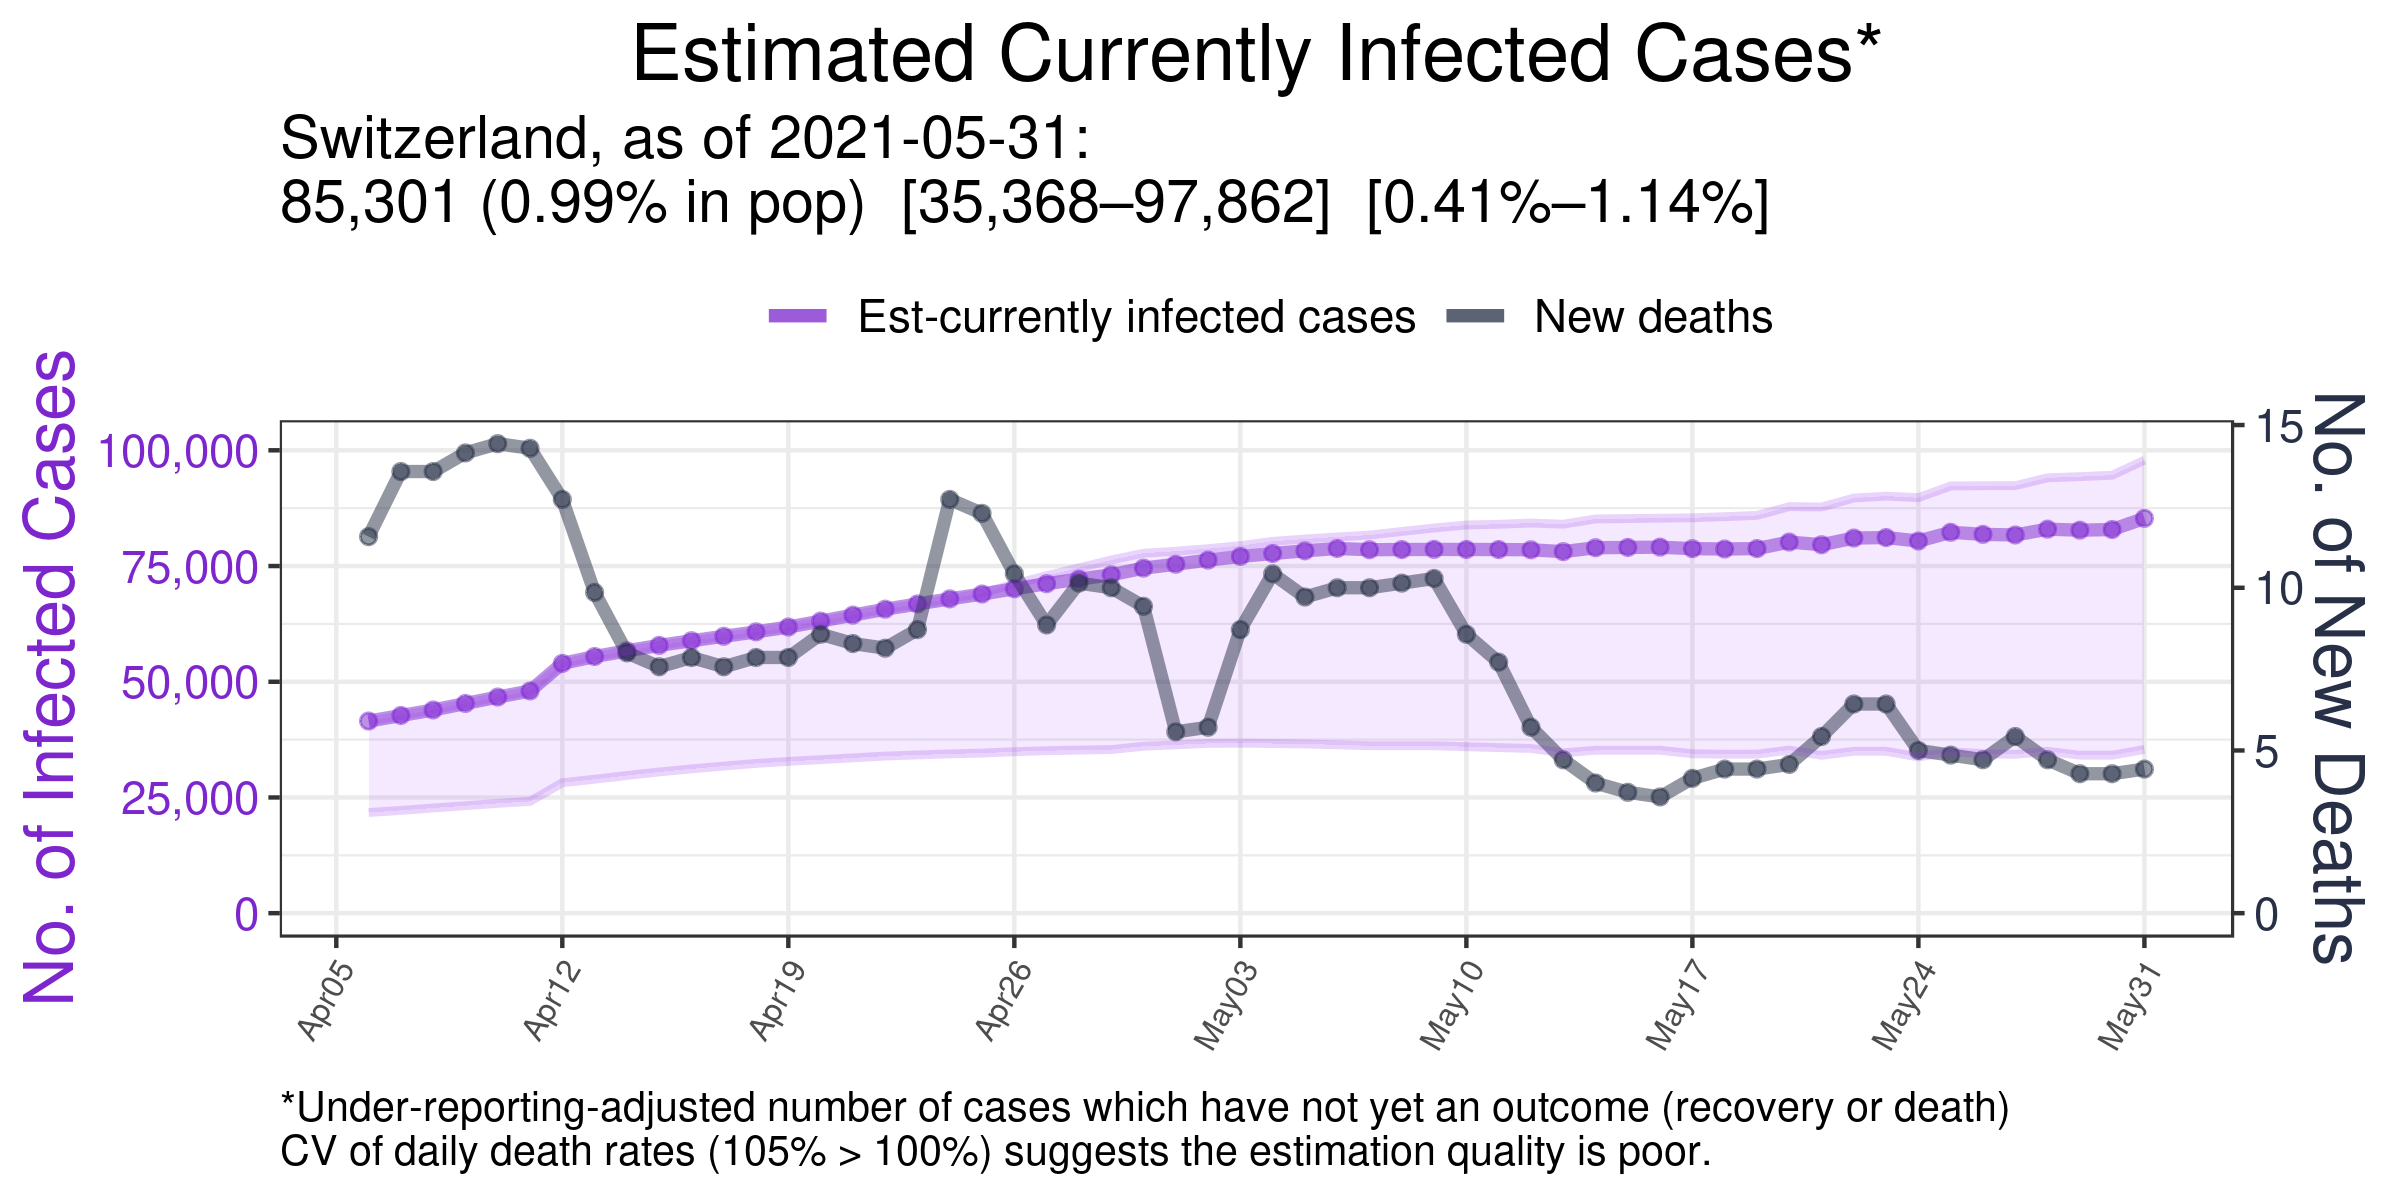 Estimated Currently Infected Cases*
Switzerland, as of 2021-05-31:
85,301 (0.99% in pop)  [35,368–97,862]  [0.41%–1.14%]
Est-currently infected cases
New deaths
No. of Infected Cases
100,000
75,000
50,000
25,000
0
15
10
5
0
No. of New Deaths
Apr05
Apr12
Apr19
Apr26
May03
May10
May17
May24
May31
*Under-reporting-adjusted number of cases which have not yet an outcome (recovery or death)
CV of daily death rates (105% > 100%) suggests the estimation quality is poor.